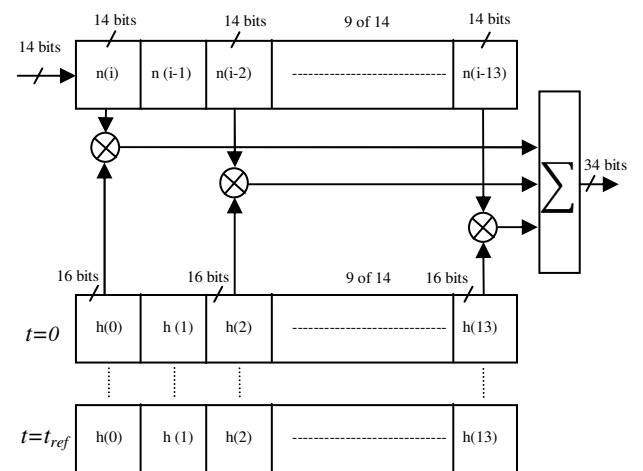 14 bits 14 bits 9 of 14 14 bits
14 bits
n(i) n (i-1) n(i-2) n(i-13)
∑ 34 bits
16 bits 16 bits 9 of 14 16 bits
t=0 h(0) h (1) h(2) h(13)
t=t_ref h(0) h (1) h(2) h(13)